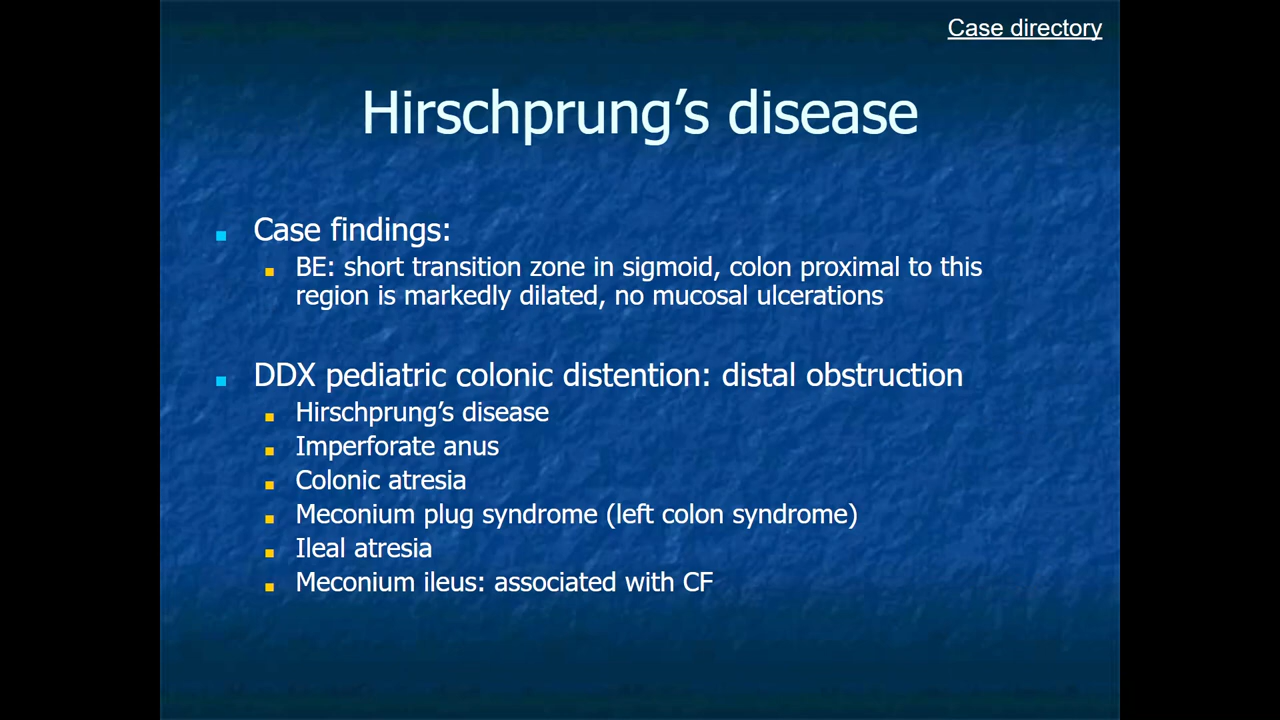 Case directory
Hirschprung’s disease
Case findings:
BE: short transition zone in sigmoid, colon proximal to this
region is markedly dilated, no mucosal ulcerations
DDX pediatric colonic distention: distal obstruction
Hirschprung’s disease
Imperforate anus
Colonic atresia
Meconium plug syndrome (left colon syndrome)
Ileal atresia
Meconium ileus: associated with CF